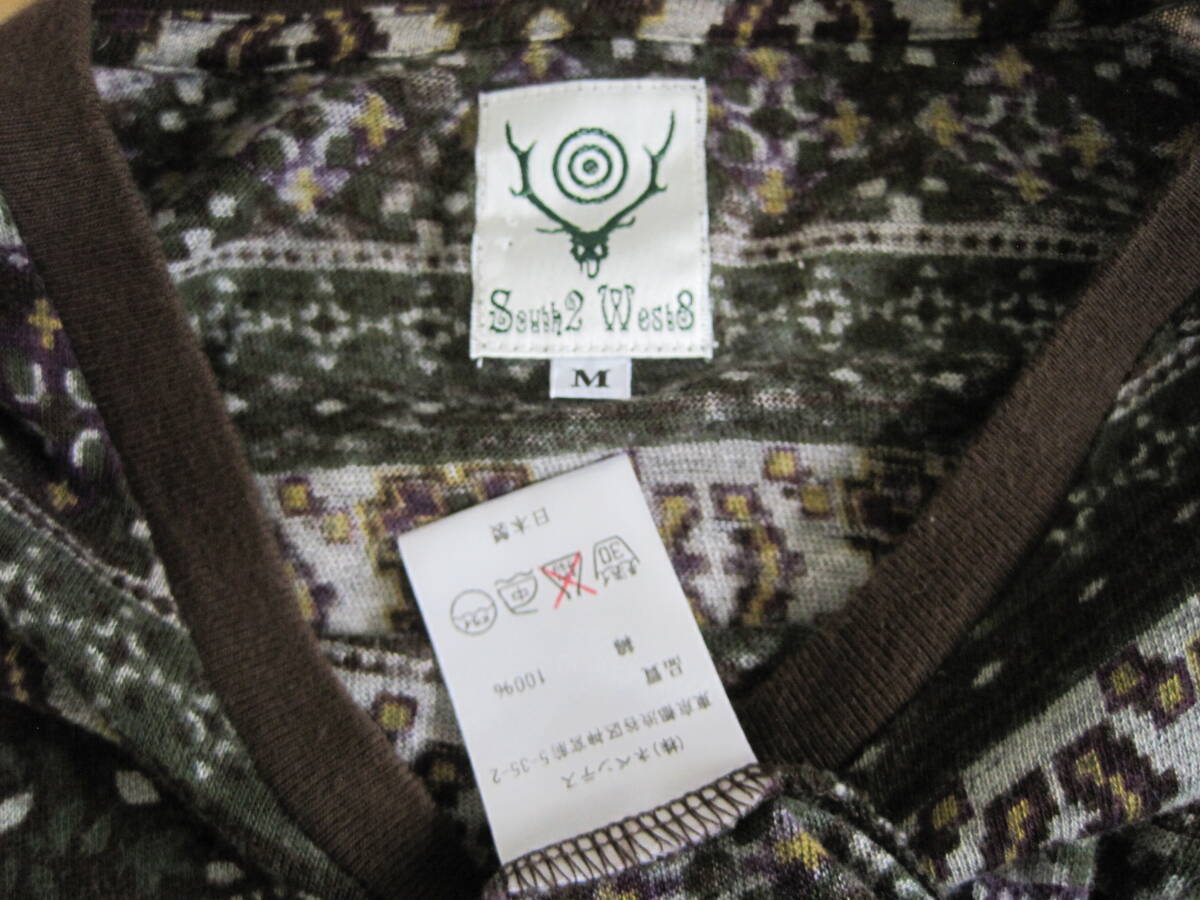 South2 West8
M
品質
綿 100%
30
中
日本製
(株)ネペンテス
東京都渋谷区神宮前5-35-2